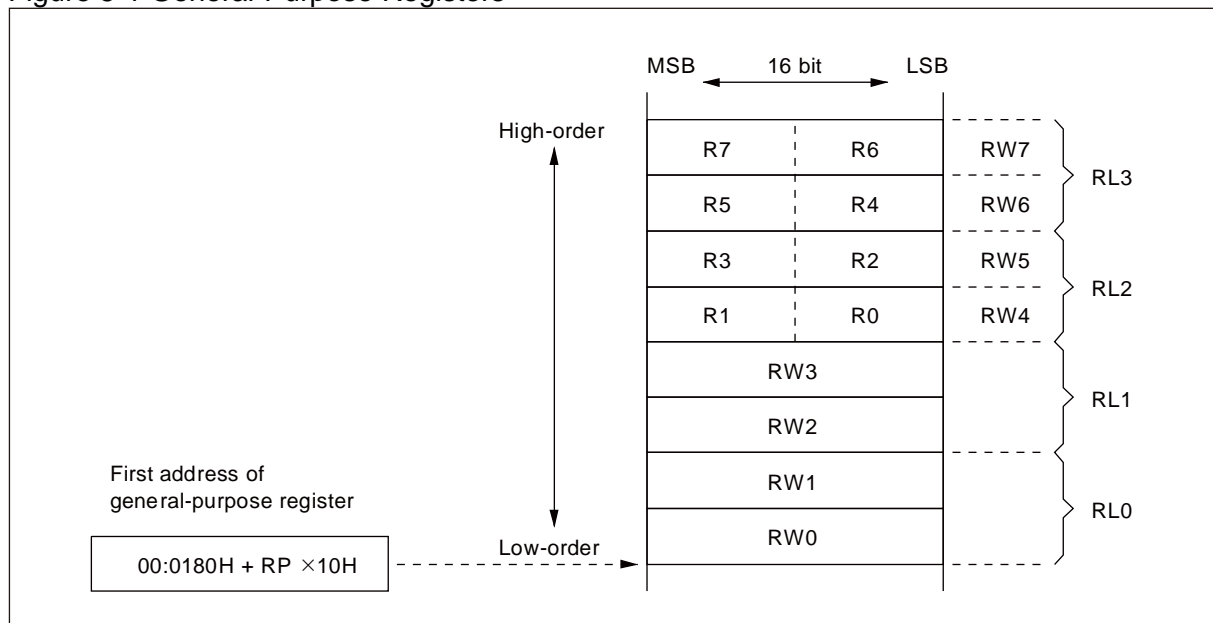 MSB 16 bit LSB
High-order
R7 R6 RW7
RL3
R5 R4 RW6
R3 R2 RW5
RL2
R1 R0 RW4
RW3
RL1
RW2
First address of
general-purpose register
RW1
RL0
Low-order
RW0
00:0180H + RP ×10H